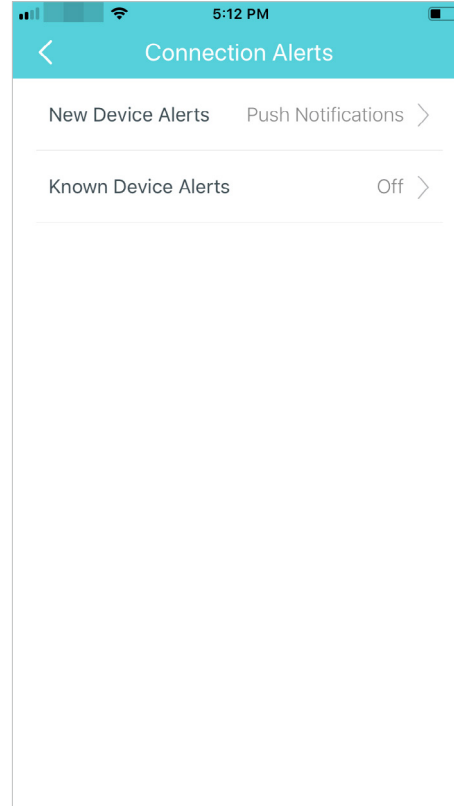 5:12 PM
Connection Alerts
New Device Alerts Push Notifications
Known Device Alerts Off